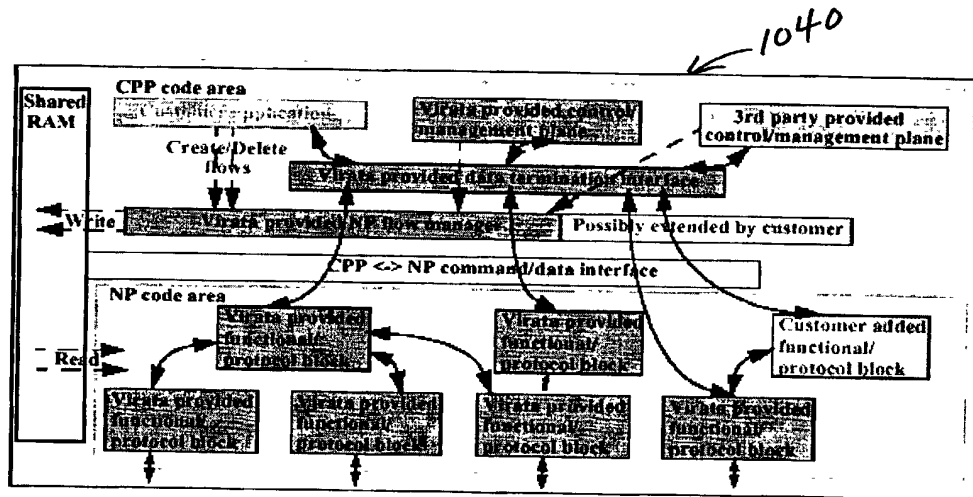 1040
Shared
RAM
CPP code area
Customer application
Virata provided control/
management plane
3rd party provided
control/management plane
Create/Delete
flows
Virata provided data termination interface
Write
Virata provided NP flow manager
Possibly extended by customer
CPP <-> NP command/data interface
NP code area
Virata provided
functional/
protocol block
Virata provided
functional/
protocol block
Customer added
functional/
protocol block
Read
Virata provided
functional/
protocol block
Virata provided
functional/
protocol block
Virata provided
functional/
protocol block
Virata provided
functional/
protocol block